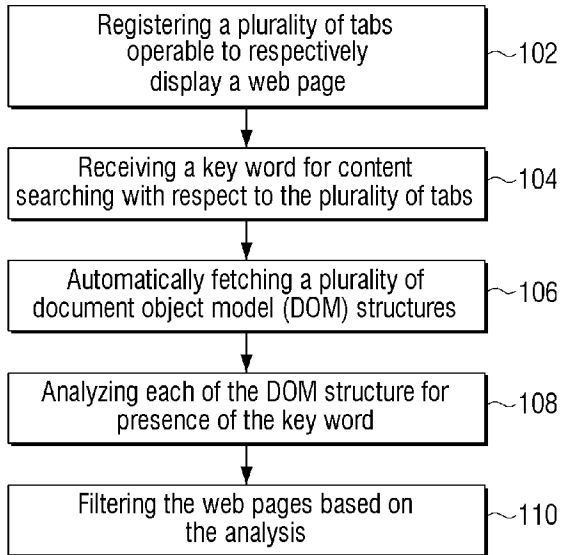 Registering a plurality of tabs
operable to respectively
display a web page
102
Receiving a key word for content
searching with respect to the plurality of tabs
104
Automatically fetching a plurality of
document object model (DOM) structures
106
Analyzing each of the DOM structure for
presence of the key word
108
Filtering the web pages based on
the analysis
110